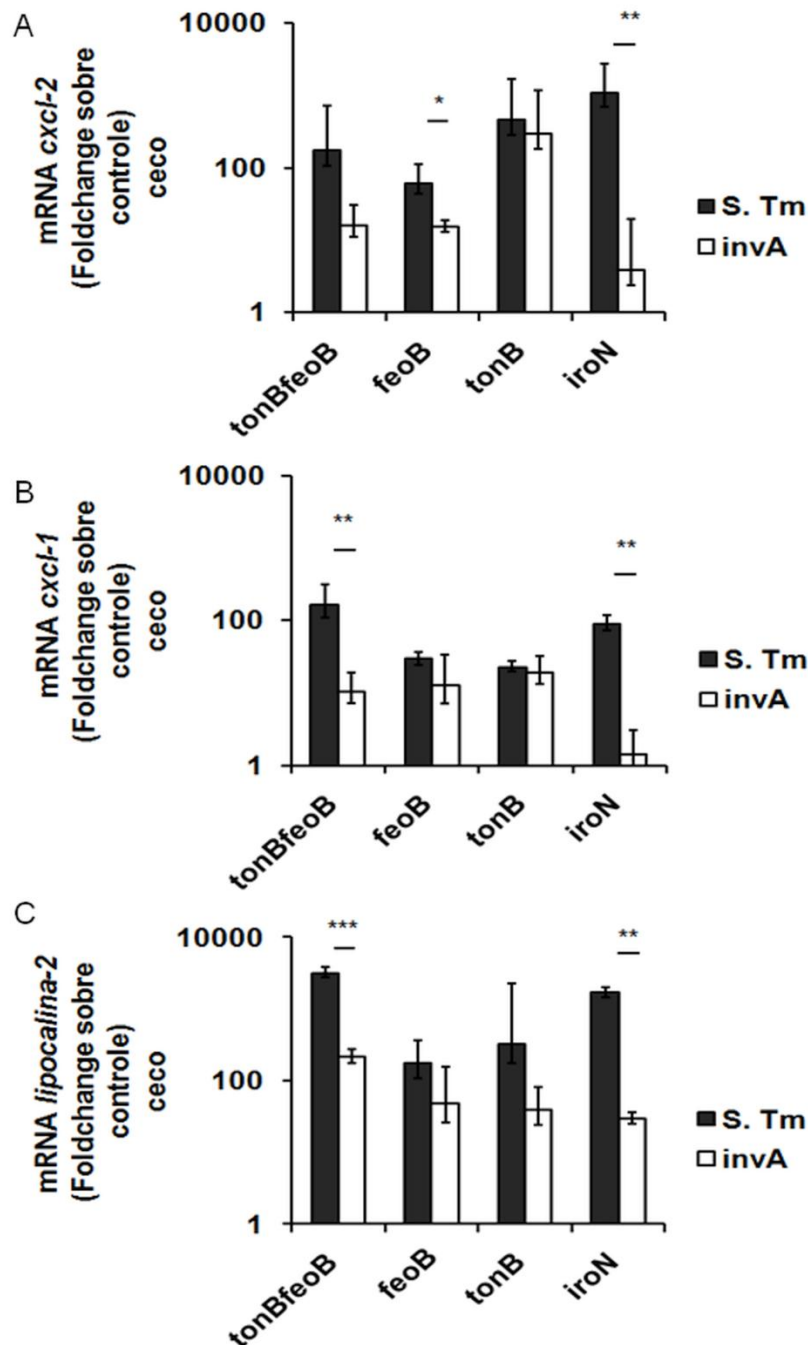 A
mRNA cxcl-2
(Foldchange sobre
controle)
ceco
10000
100
1
*
**
tonBfeoB
feoB
tonB
iroN
S. Tm
invA
B
mRNA cxcl-1
(Foldchange sobre
controle)
ceco
10000
100
1
**
**
tonBfeoB
feoB
tonB
iroN
S. Tm
invA
C
mRNA lipocalina-2
(Foldchange sobre
controle)
ceco
10000
100
1
***
**
tonBfeoB
feoB
tonB
iroN
S. Tm
invA